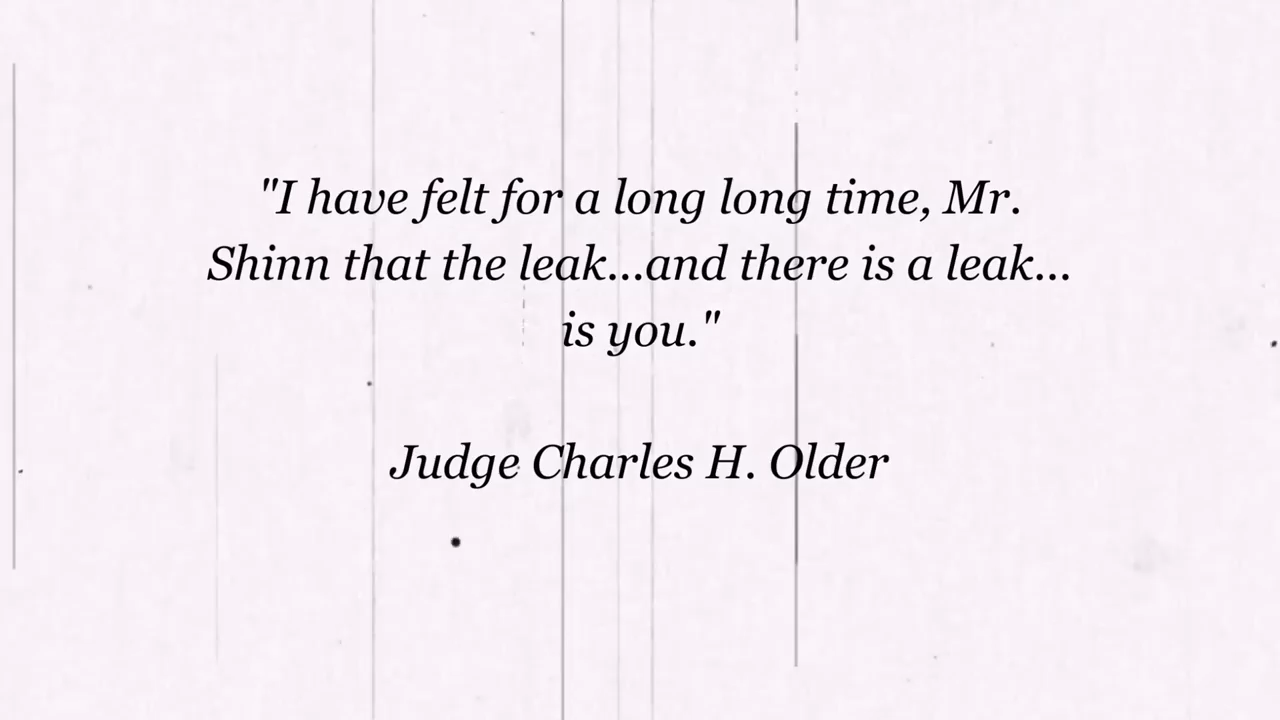 "I have felt for a long long time, Mr.
Shinn that the leak...and there is a leak...
is you."
Judge Charles H. Older